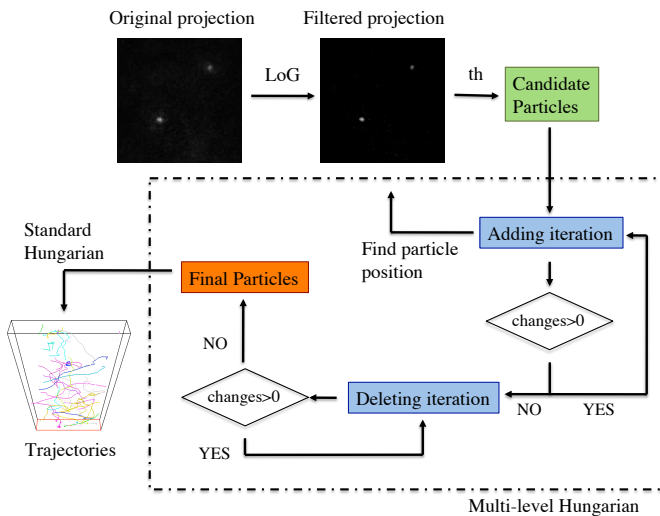 Original projection
Filtered projection
LoG
th
Candidate
Particles
Adding iteration
Find particle
position
Standard
Hungarian
Final Particles
changes>0
NO
YES
Deleting iteration
changes>0
NO
YES
Trajectories
Multi-level Hungarian